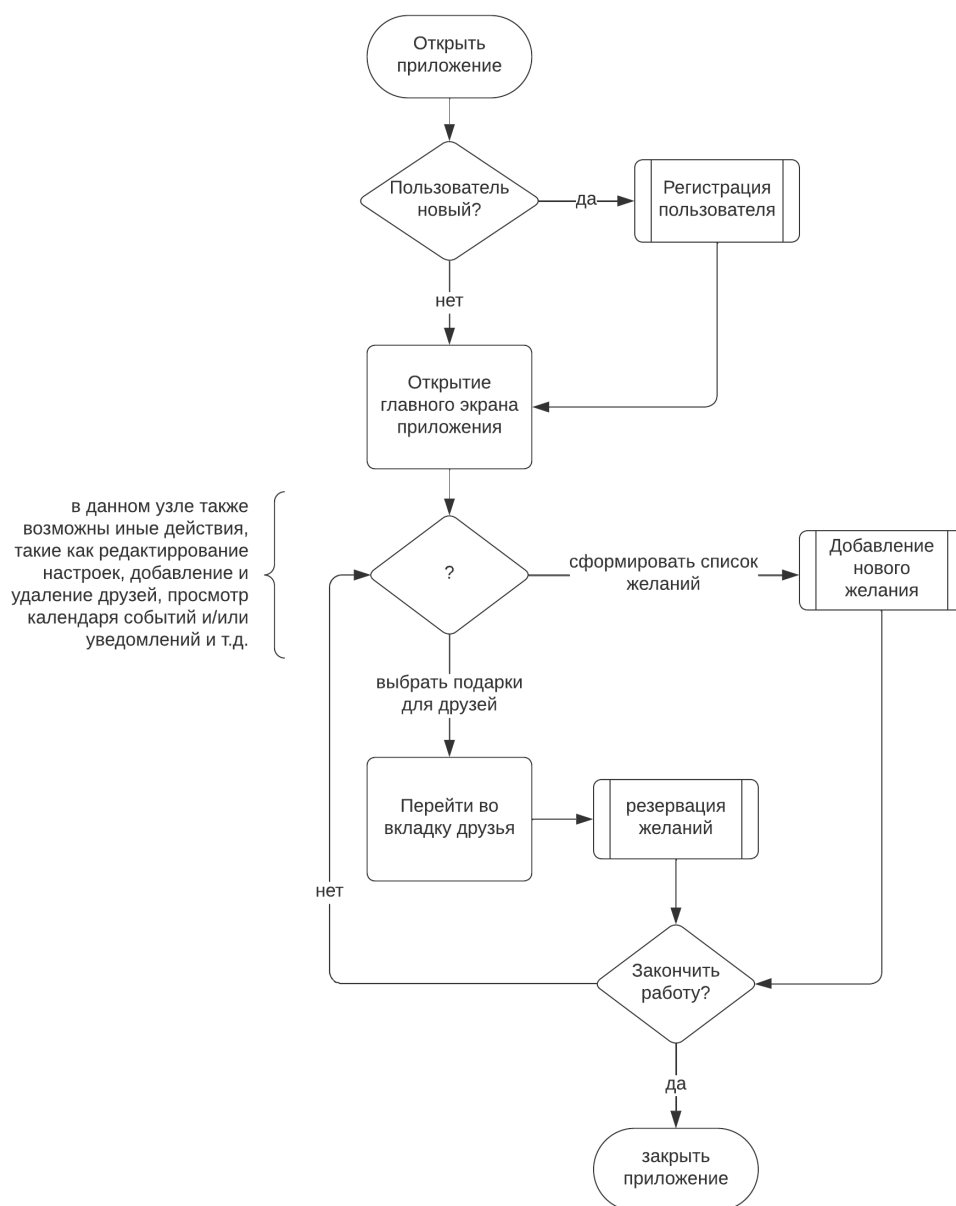 Открыть
приложение
Пользователь
новый?
да
Регистрация
пользователя
нет
Открытие
главного экрана
приложения
в данном узле также
возможны иные действия,
такие как редактиррование
настроек, добавление и
удаление друзей, просмотр
календаря событий и/или
уведомлений и т.д.
?
сформировать список
желаний
Добавление
нового
желания
выбрать подарки
для друзей
Перейти во
вкладку друзья
резервация
желаний
нет
Закончить
работу?
да
закрыть
приложение